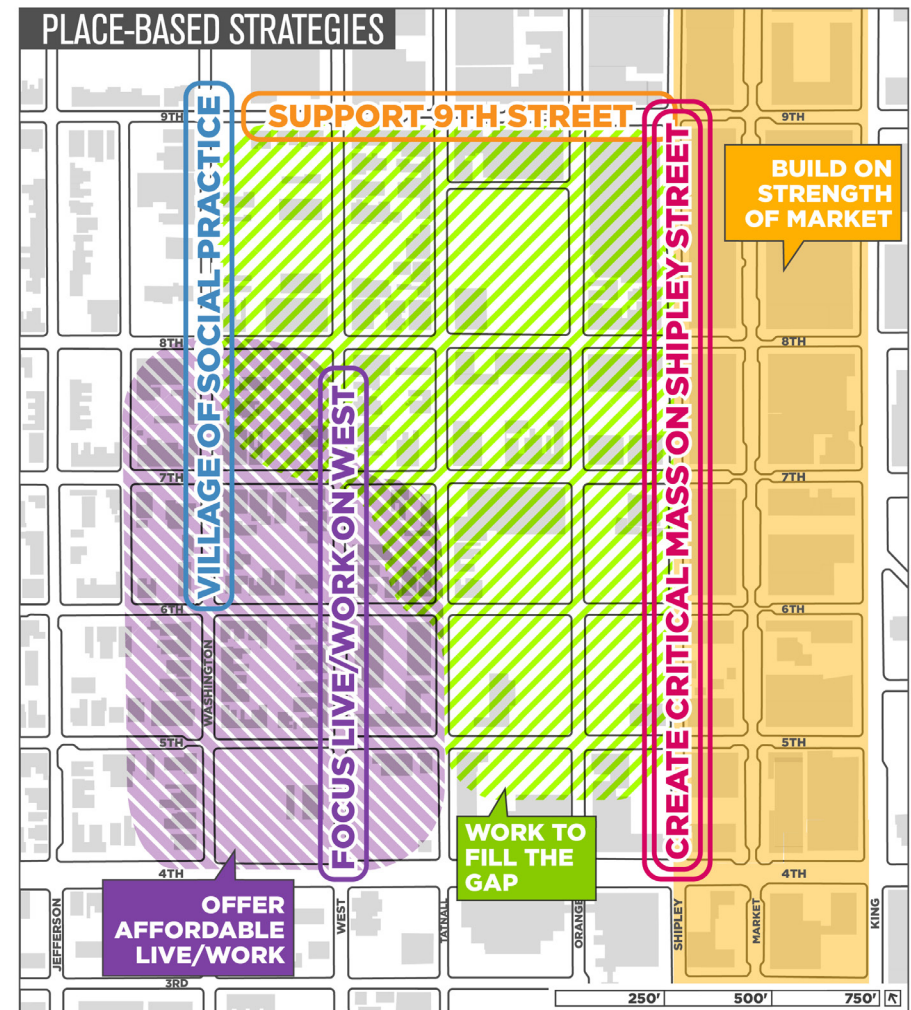 PLACE-BASED STRATEGIES
9TH
SUPPORT 9TH STREET
9TH
VILLAGE OF SOCIAL PRACTICE
CREATE CRITICAL MASS ON SHIPLEY STREET
BUILD ON
STRENGTH
OF MARKET
8TH
8TH
FOCUS LIVE/WORK ON WEST
7TH
7TH
6TH
6TH
WASHINGTON
5TH
5TH
WORK TO
FILL THE
GAP
4TH
4TH
OFFER
AFFORDABLE
LIVE/WORK
JEFFERSON
WEST
TATNALL
ORANGE
SHIPLEY
MARKET
KING
3RD
250' 500' 750'